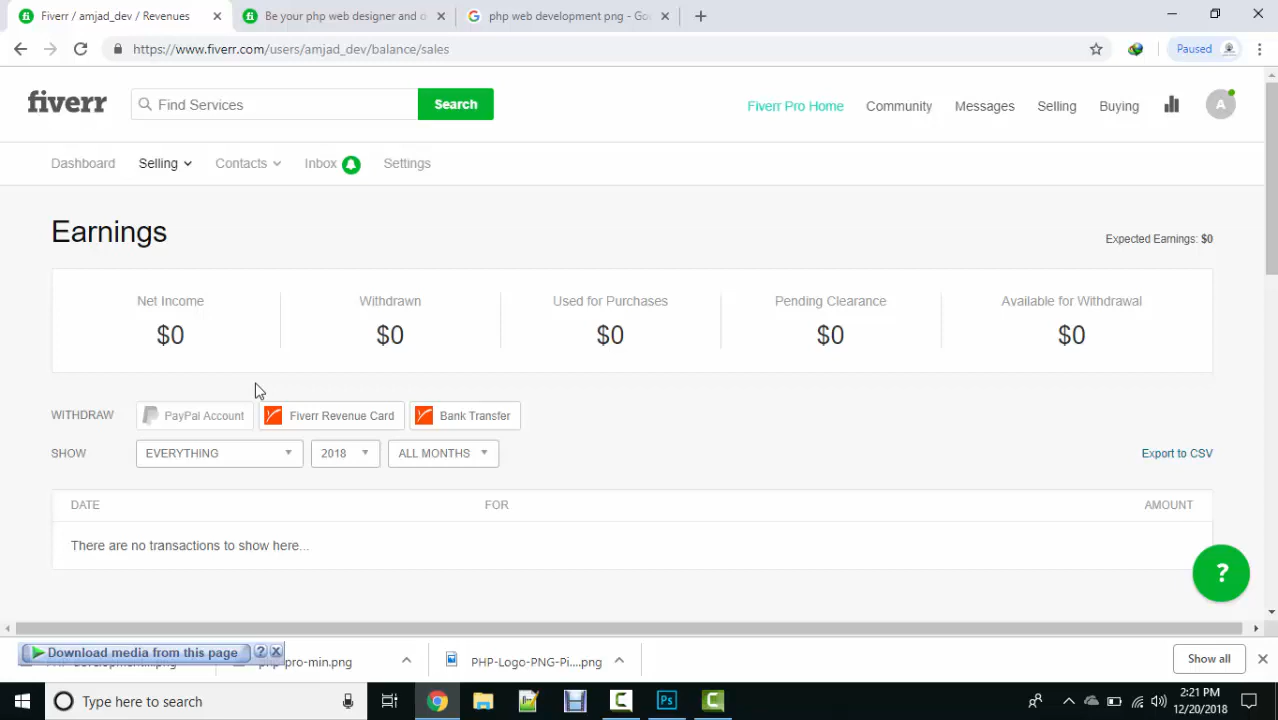 Fiverr / amjad_dev / Revenues
Be your php web designer and d
php web development png - Goo
https://www.fiverr.com/users/amjad_dev/balance/sales
Paused
fiverr
Find Services
Search
Fiverr Pro Home
Community
Messages
Selling
Buying
A
Dashboard
Selling
Contacts
Inbox
Settings
Earnings
Expected Earnings: $0
Net Income
Withdrawn
Used for Purchases
Pending Clearance
Available for Withdrawal
$0
$0
$0
$0
$0
WITHDRAW
PayPal Account
Fiverr Revenue Card
Bank Transfer
SHOW
EVERYTHING
2018
ALL MONTHS
Export to CSV
DATE
FOR
AMOUNT
There are no transactions to show here...
?
Download media from this page
?
php-pro-min.png
PHP-Logo-PNG-Pi....png
Show all
Type here to search
Ps
2:21 PM
12/20/2018